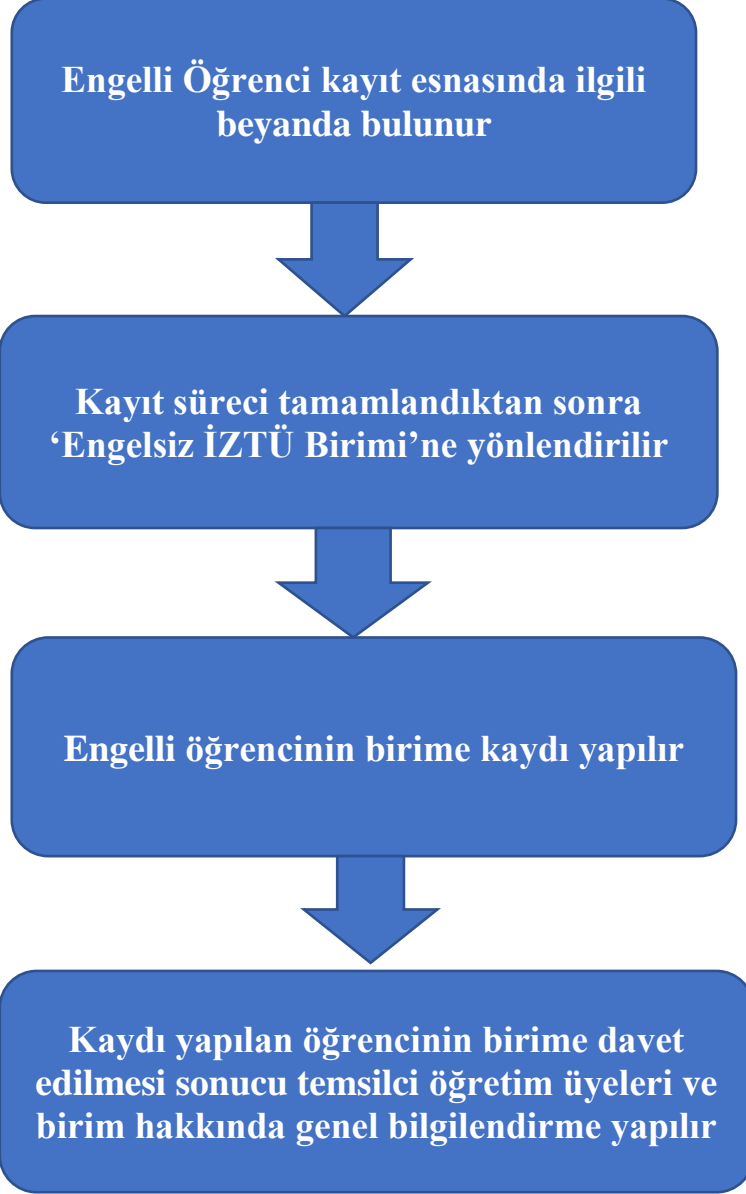 Engelli Öğrenci kayıt esnasında ilgili
beyanda bulunur
Kayıt süreci tamamlandıktan sonra
‘Engelsiz İZTÜ Birimi’ne yönlendirilir
Engelli öğrencinin birime kaydı yapılır
Kaydı yapılan öğrencinin birime davet
edilmesi sonucu temsilci öğretim üyeleri ve
birim hakkında genel bilgilendirme yapılır